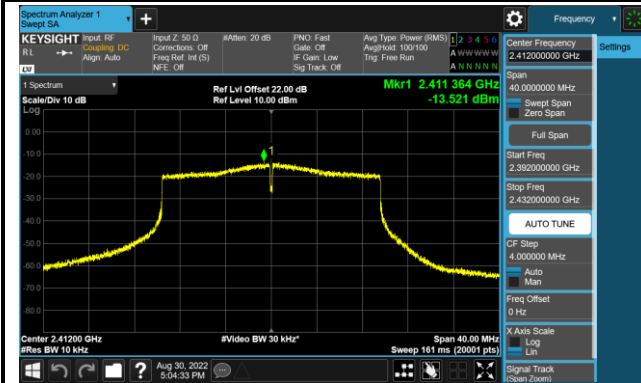 Spectrum Analyzer 1
Swept SA
+
Frequency
KEYSIGHT
RL
LXI
Input: RF
Coupling: DC
Align: Auto
Input Z: 50 Ω
Corrections: Off
Freq Ref: Int (S)
NFE: Off
#Atten: 20 dB
PNO: Fast
Gate: Off
IF Gain: Low
Sig Track: Off
Avg Type: Power (RMS)
Avg|Hold: 100/100
Trig: Free Run
1 2 3 4 5 6
A W W W W W
A N N N N N
1 Spectrum
Scale/Div 10 dB
Log
Ref Lvl Offset 22.00 dB
Ref Level 10.00 dBm
Mkr1 2.411 364 GHz
-13.521 dBm
1
0.00
-10.0
-20.0
-30.0
-40.0
-50.0
-60.0
-70.0
-80.0
Center 2.41200 GHz
#Res BW 10 kHz
#Video BW 30 kHz*
Span 40.00 MHz
Sweep 161 ms (20001 pts)
Aug 30, 2022
5:04:33 PM
?
Center Frequency
2.412000000 GHz
Settings
Span
40.0000000 MHz
Swept Span
Zero Span
Full Span
Start Freq
2.392000000 GHz
Stop Freq
2.432000000 GHz
AUTO TUNE
CF Step
4.000000 MHz
Auto
Man
Freq Offset
0 Hz
X Axis Scale
Log
Lin
Signal Track
(Span Zoom)